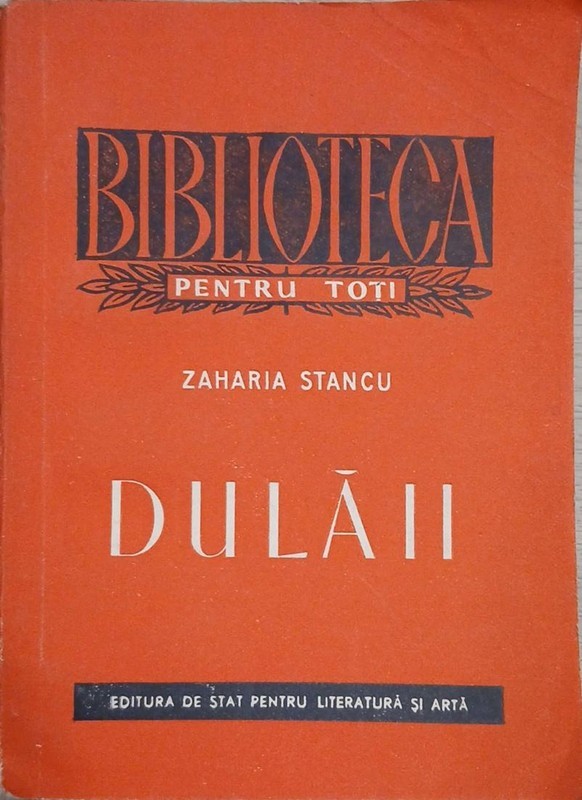 BIBLIOTECA
PENTRU TOȚI
ZAHARIA STANCU
DULĂII
EDITURA DE STAT PENTRU LITERATURĂ ȘI ARTĂ